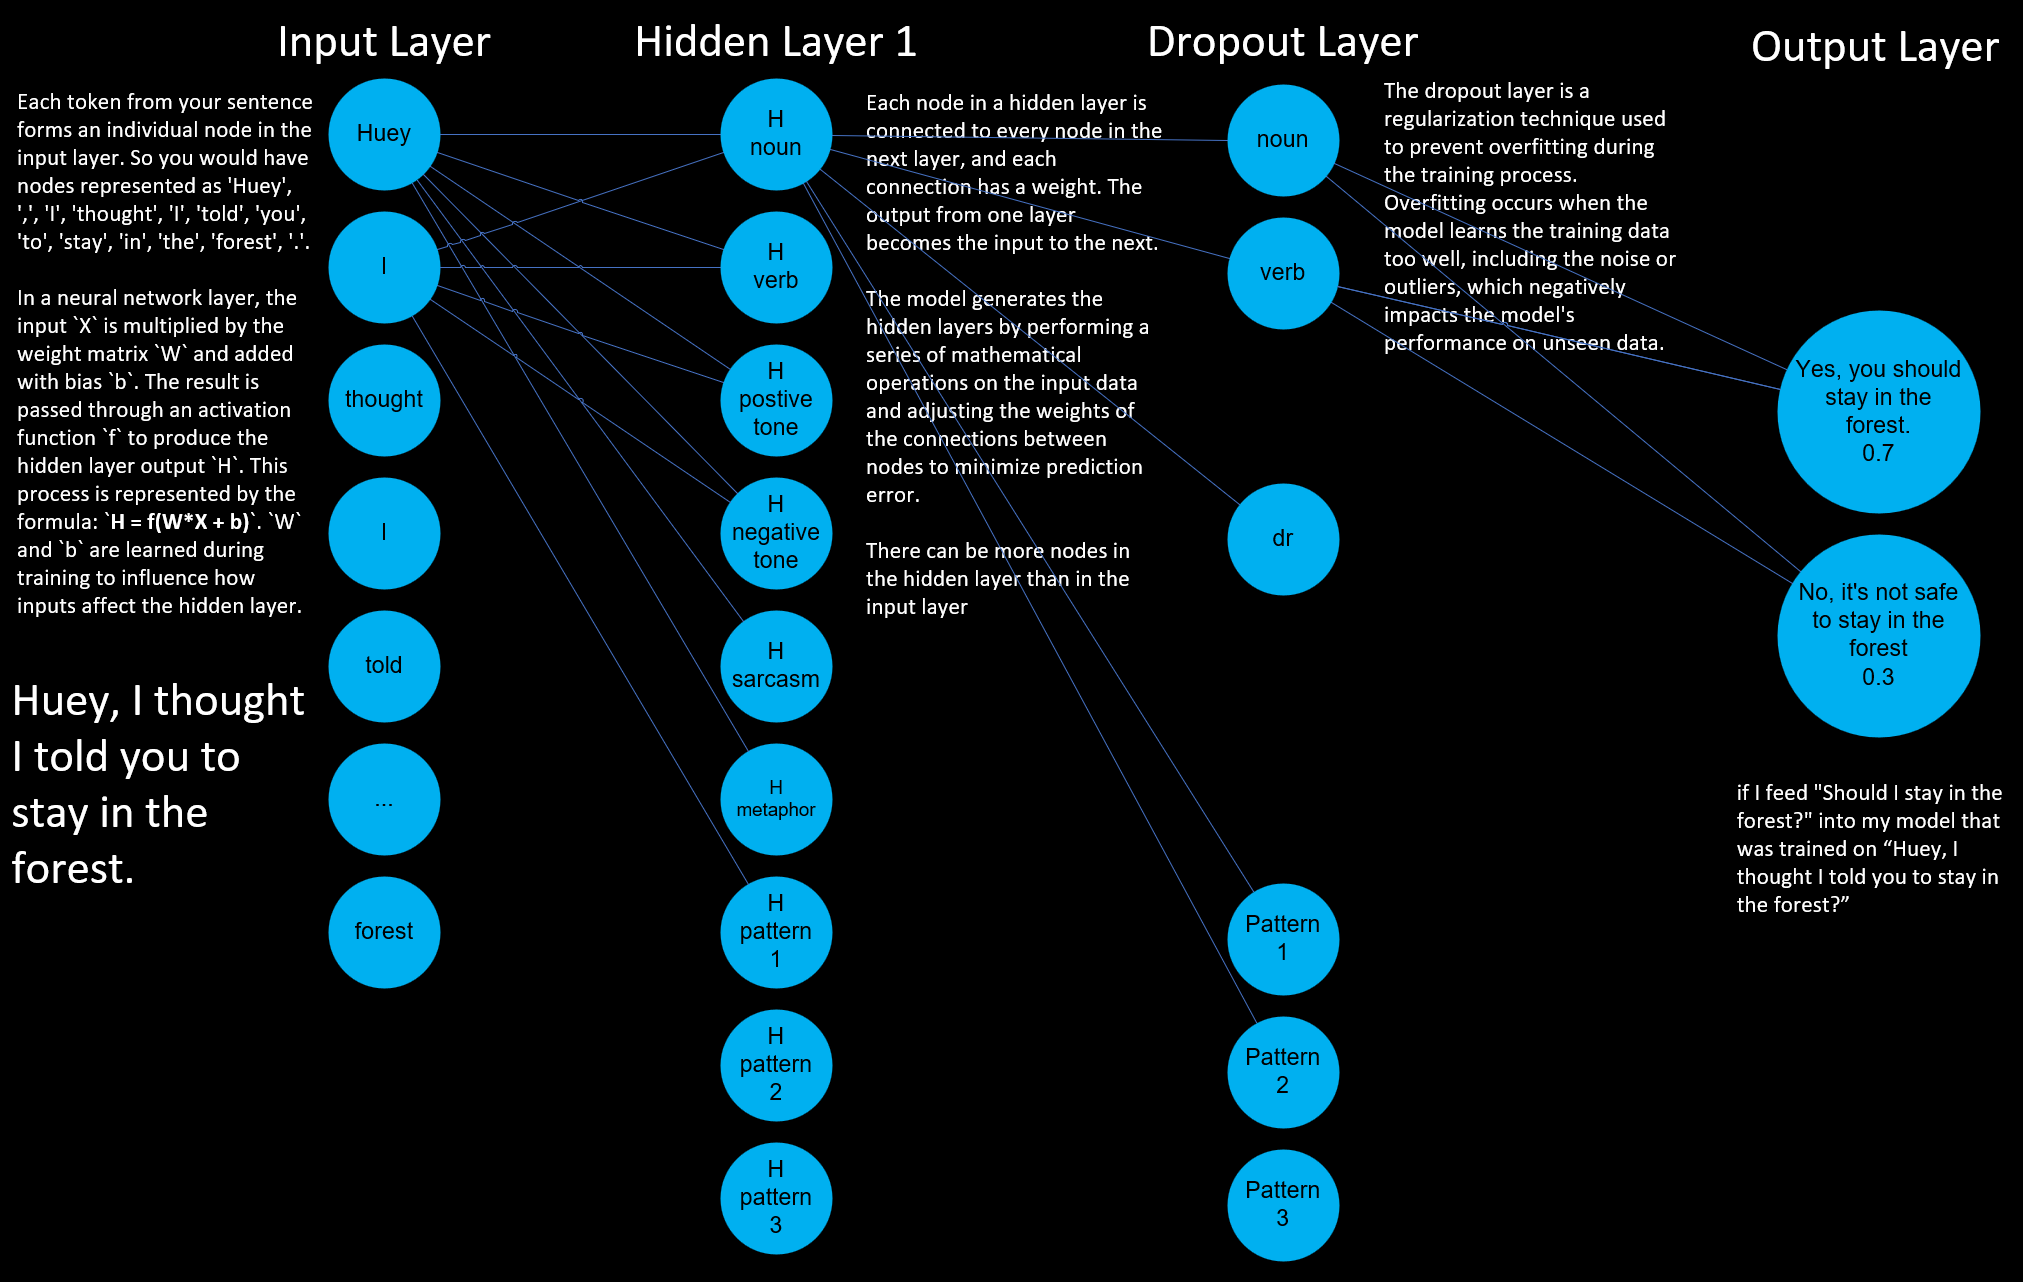 Input Layer
Hidden Layer 1
Dropout Layer
Output Layer
Each token from your sentence
forms an individual node in the
input layer. So you would have
nodes represented as 'Huey',
',', 'I', 'thought', 'I', 'told', 'you',
'to', 'stay', 'in', 'the', 'forest', '.'.
In a neural network layer, the
input `X` is multiplied by the
weight matrix `W` and added
with bias `b`. The result is
passed through an activation
function `f` to produce the
hidden layer output `H`. This
process is represented by the
formula: `H = f(W*X + b)`. `W`
and `b` are learned during
training to influence how
inputs affect the hidden layer.
Huey, I thought
I told you to
stay in the
forest.
Huey
I
thought
I
told
...
forest
H
noun
H
verb
H
postive
tone
H
negative
tone
H
sarcasm
H
metaphor
H
pattern
1
H
pattern
2
H
pattern
3
Each node in a hidden layer is
connected to every node in the
next layer, and each
connection has a weight. The
output from one layer
becomes the input to the next.
The model generates the
hidden layers by performing a
series of mathematical
operations on the input data
and adjusting the weights of
the connections between
nodes to minimize prediction
error.
There can be more nodes in
the hidden layer than in the
input layer
noun
verb
dr
Pattern
1
Pattern
2
Pattern
3
The dropout layer is a
regularization technique used
to prevent overfitting during
the training process.
Overfitting occurs when the
model learns the training data
too well, including the noise or
outliers, which negatively
impacts the model's
performance on unseen data.
Yes, you should
stay in the
forest.
0.7
No, it's not safe
to stay in the
forest
0.3
if I feed "Should I stay in the
forest?" into my model that
was trained on “Huey, I
thought I told you to stay in
the forest?”